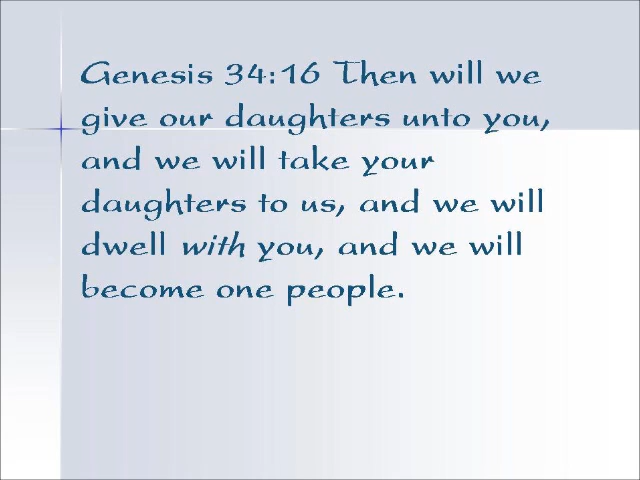 Genesis 34:16 Then will we
give our daughters unto you,
and we will take your
daughters to us, and we will
dwell with you, and we will
become one people.